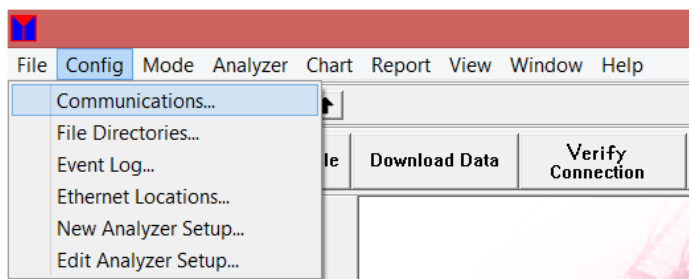 File Config Mode Analyzer Chart Report View Window Help
Communications...
File Directories...
Event Log...
Ethernet Locations...
New Analyzer Setup...
Edit Analyzer Setup...
Download Data
Verify
Connection